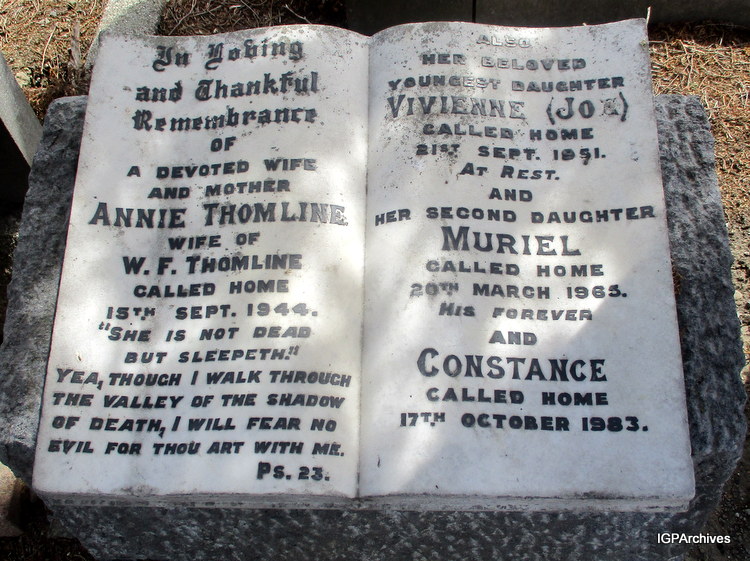 In Loving
and Thankful
Remembrance
OF
A DEVOTED WIFE
AND MOTHER
ANNIE THOMLINE
WIFE OF
W. F. THOMLINE
CALLED HOME
15TH SEPT. 1944.
"SHE IS NOT DEAD
BUT SLEEPETH."
YEA, THOUGH I WALK THROUGH
THE VALLEY OF THE SHADOW
OF DEATH, I WILL FEAR NO
EVIL FOR THOU ART WITH ME.
PS. 23.
ALSO
HER BELOVED
YOUNGEST DAUGHTER
VIVIENNE (JOE)
CALLED HOME
21ST SEPT. 1951.
AT REST.
AND
HER SECOND DAUGHTER
MURIEL
CALLED HOME
20TH MARCH 1965.
HIS FOREVER
AND
CONSTANCE
CALLED HOME
17TH OCTOBER 1983.
IGPArchives